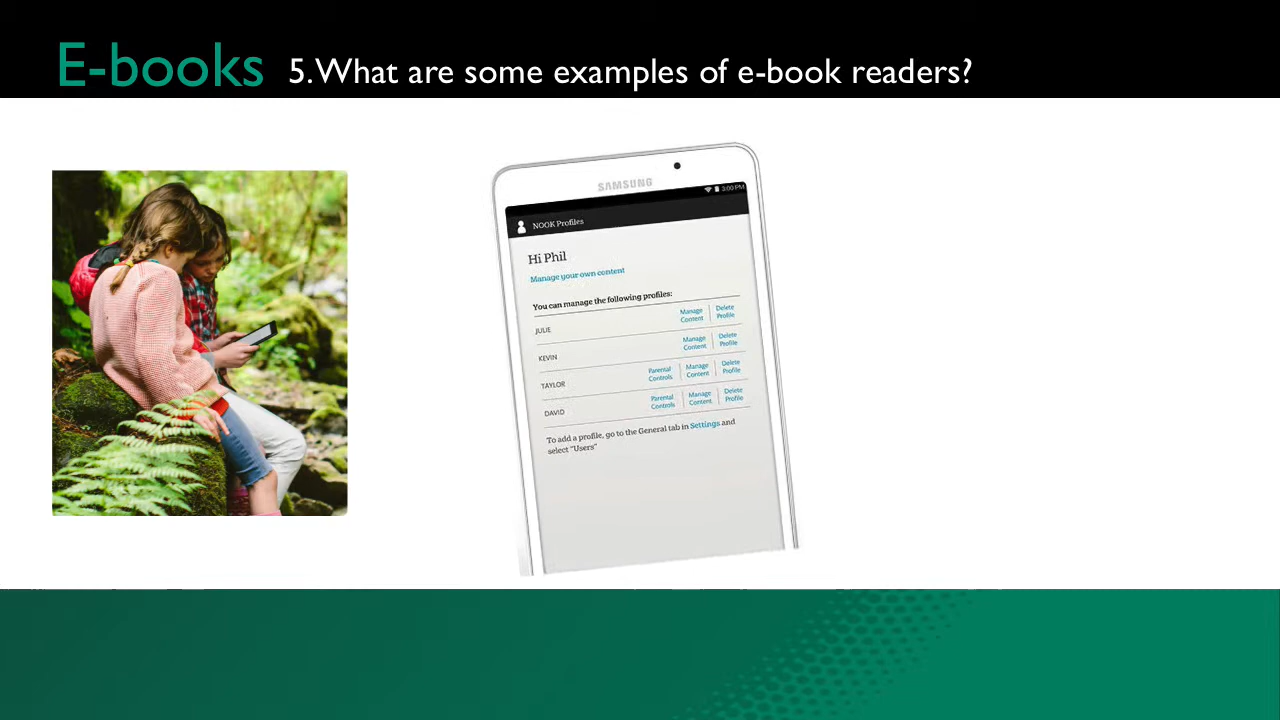 E-books 5. What are some examples of e-book readers?
SAMSUNG
3:00 PM
NOOK Profiles
Hi Phil
Manage your own content
You can manage the following profiles:
JULIE Manage Content Delete Profile
KEVIN Manage Content Delete Profile
TAYLOR Parental Controls Manage Content Delete Profile
DAVID Parental Controls Manage Content Delete Profile
To add a profile, go to the General tab in Settings and
select "Users"